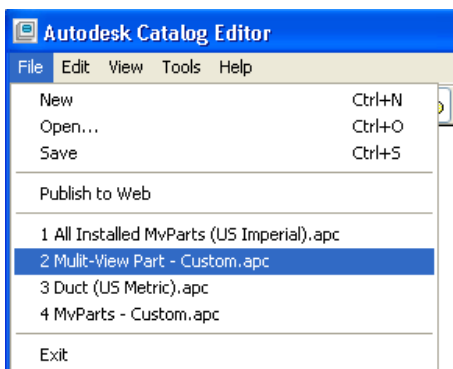 Autodesk Catalog Editor
File Edit View Tools Help
New Ctrl+N
Open... Ctrl+O
Save Ctrl+S
Publish to Web
1 All Installed MvParts (US Imperial).apc
2 Mulit-View Part - Custom.apc
3 Duct (US Metric).apc
4 MvParts - Custom.apc
Exit